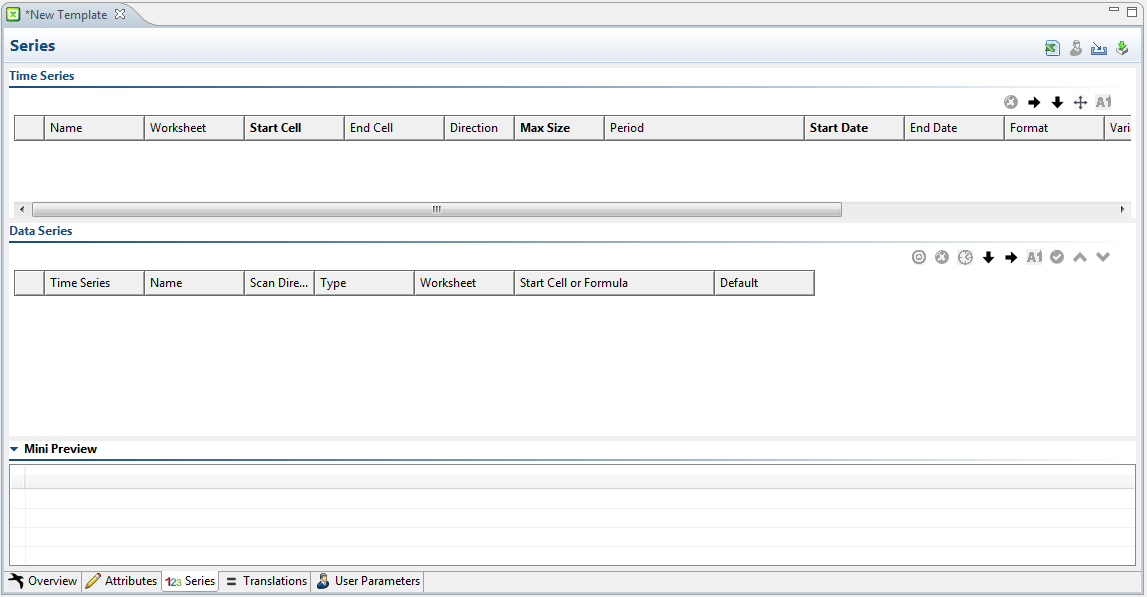 *New Template
Series
Time Series
A1
Name Worksheet Start Cell End Cell Direction Max Size Period Start Date End Date Format Vari
Data Series
A1
Time Series Name Scan Dire... Type Worksheet Start Cell or Formula Default
Mini Preview
Overview Attributes 123 Series Translations User Parameters